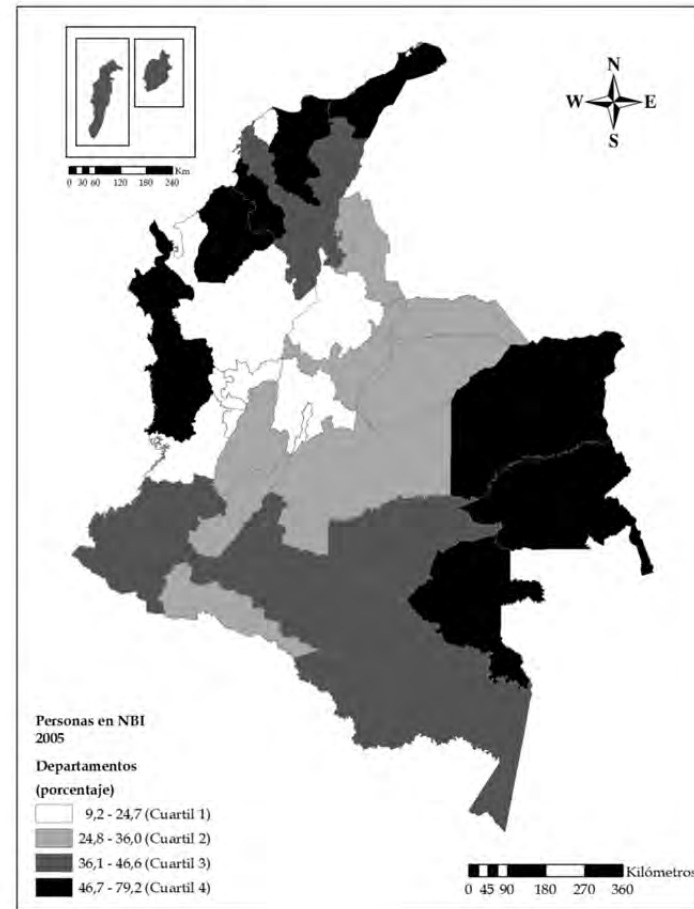 N
W E
S
Km
0 30 60 120 180 240
Personas en NBI
2005
Departamentos
(porcentaje)
9,2 - 24,7 (Cuartil 1)
24,8 - 36,0 (Cuartil 2)
36,1 - 46,6 (Cuartil 3)
46,7 - 79,2 (Cuartil 4)
Kilómetros
0 45 90 180 270 360